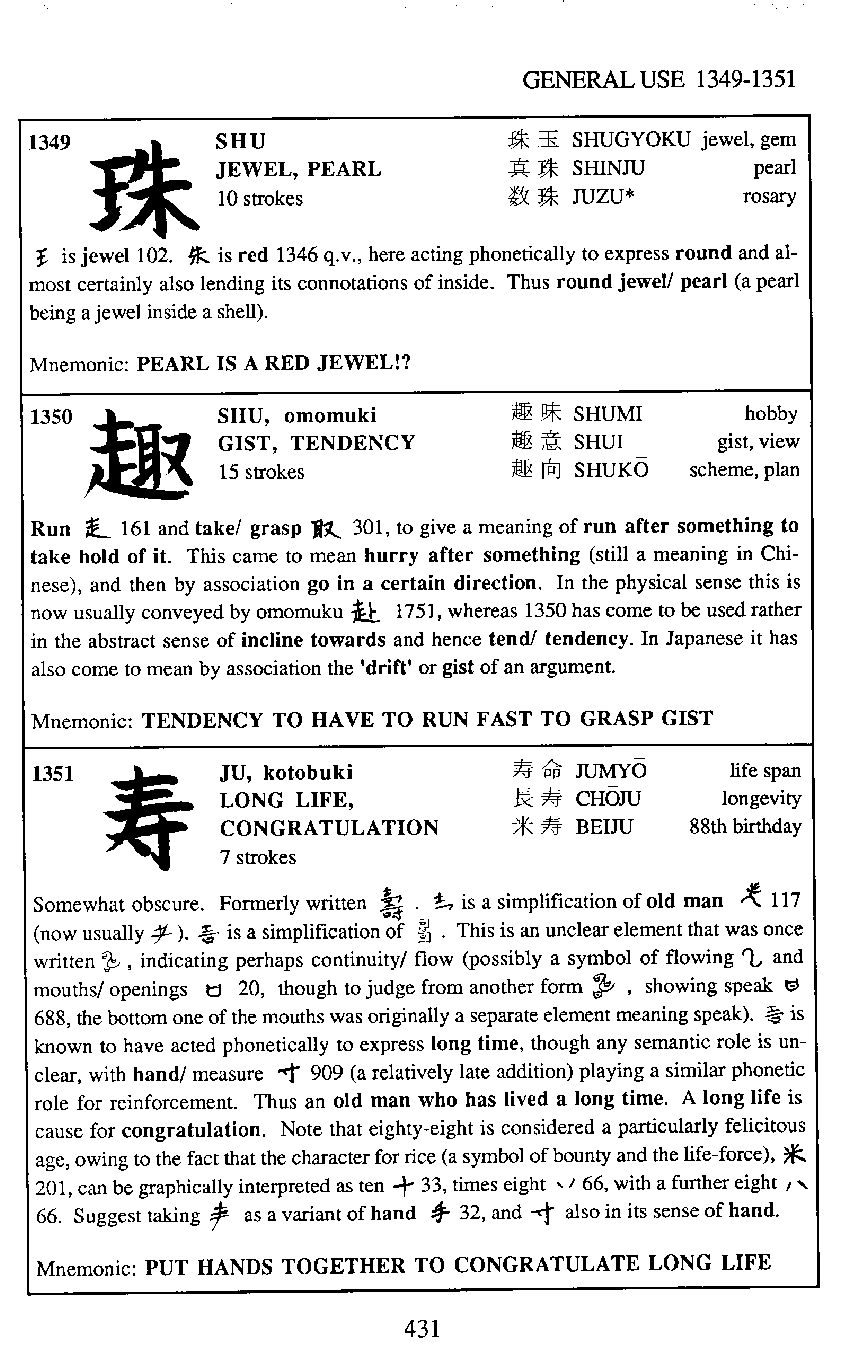 GENERAL USE 1349-1351
1349 珠 SHU 珠玉 SHUGYOKU jewel, gem
JEWEL, PEARL 真珠 SHINJU pearl
10 strokes 数珠 JUZU* rosary
王 is jewel 102. 朱 is red 1346 q.v., here acting phonetically to express round and al-
most certainly also lending its connotations of inside. Thus round jewel/ pearl (a pearl
being a jewel inside a shell).
Mnemonic: PEARL IS A RED JEWEL!?
1350 趣 SHU, omomuki 趣味 SHUMI hobby
GIST, TENDENCY 趣意 SHUI gist, view
15 strokes 趣向 SHUKŌ scheme, plan
Run 走 161 and take/ grasp 取 301, to give a meaning of run after something to
take hold of it. This came to mean hurry after something (still a meaning in Chi-
nese), and then by association go in a certain direction. In the physical sense this is
now usually conveyed by omomuku 赴 1751, whereas 1350 has come to be used rather
in the abstract sense of incline towards and hence tend/ tendency. In Japanese it has
also come to mean by association the 'drift' or gist of an argument.
Mnemonic: TENDENCY TO HAVE TO RUN FAST TO GRASP GIST
1351 寿 JU, kotobuki 寿命 JUMYŌ life span
LONG LIFE, 長寿 CHŌJU longevity
CONGRATULATION 米寿 BEIJU 88th birthday
7 strokes
Somewhat obscure. Formerly written 壽 . is a simplification of old man 117
(now usually 耂 ). is a simplification of . This is an unclear element that was once
written , indicating perhaps continuity/ flow (possibly a symbol of flowing and
mouths/ openings 20, though to judge from another form , showing speak
688, the bottom one of the mouths was originally a separate element meaning speak). is
known to have acted phonetically to express long time, though any semantic role is un-
clear, with hand/ measure 寸 909 (a relatively late addition) playing a similar phonetic
role for reinforcement. Thus an old man who has lived a long time. A long life is
cause for congratulation. Note that eighty-eight is considered a particularly felicitous
age, owing to the fact that the character for rice (a symbol of bounty and the life-force), 米
201, can be graphically interpreted as ten 十 33, times eight 66, with a further eight 八
66. Suggest taking as a variant of hand 手 32, and 寸 also in its sense of hand.
Mnemonic: PUT HANDS TOGETHER TO CONGRATULATE LONG LIFE
431